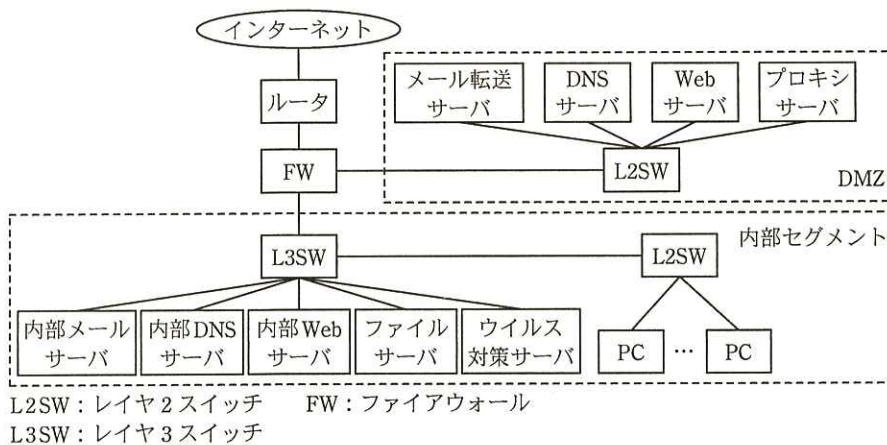 インターネット
ルータ
FW
メール転送
サーバ
DNS
サーバ
Web
サーバ
プロキシ
サーバ
L2SW
DMZ
内部セグメント
L3SW
L2SW
内部メール
サーバ
内部DNS
サーバ
内部Web
サーバ
ファイル
サーバ
ウイルス
対策サーバ
PC
…
PC
L2SW：レイヤ2スイッチ　FW：ファイアウォール
L3SW：レイヤ3スイッチ